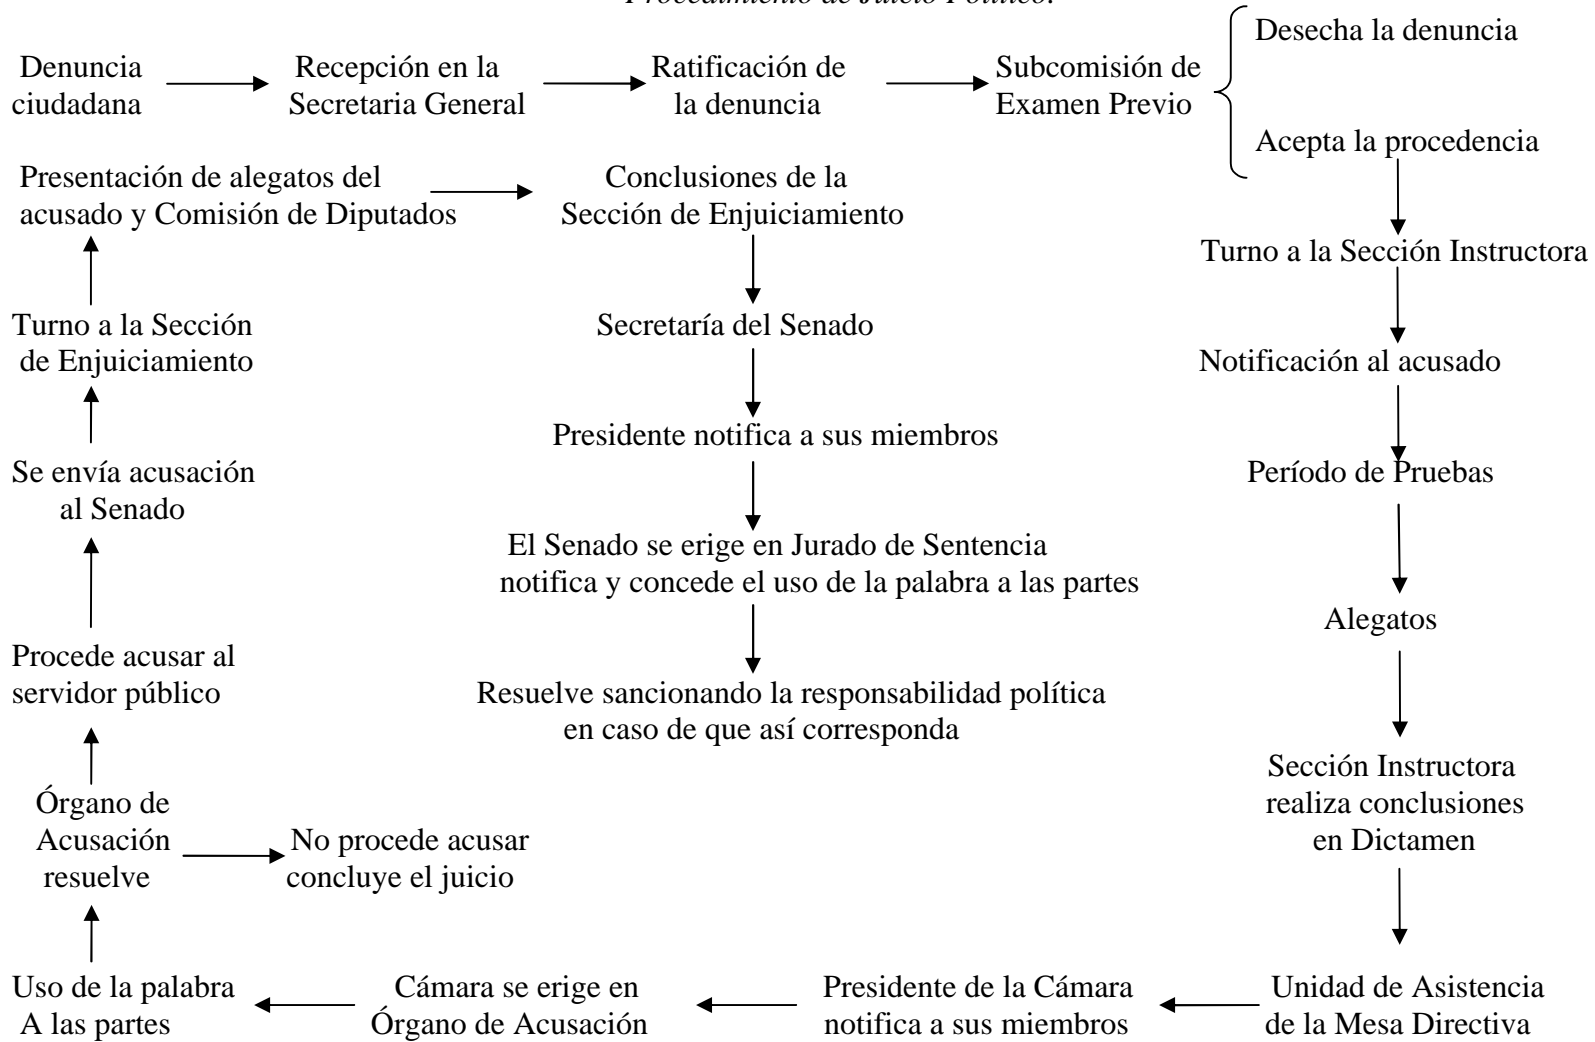 Procedimiento de Juicio Político.
Denuncia
ciudadana
Recepción en la
Secretaria General
Ratificación de
la denuncia
Subcomisión de
Examen Previo
Desecha la denuncia
Acepta la procedencia
Turno a la Sección Instructora
Notificación al acusado
Período de Pruebas
Alegatos
Sección Instructora
realiza conclusiones
en Dictamen
Unidad de Asistencia
de la Mesa Directiva
Presidente de la Cámara
notifica a sus miembros
Cámara se erige en
Órgano de Acusación
Uso de la palabra
A las partes
Órgano de
Acusación
resuelve
No procede acusar
concluye el juicio
Procede acusar al
servidor público
Se envía acusación
al Senado
Turno a la Sección
de Enjuiciamiento
Presentación de alegatos del
acusado y Comisión de Diputados
Conclusiones de la
Sección de Enjuiciamiento
Secretaría del Senado
Presidente notifica a sus miembros
El Senado se erige en Jurado de Sentencia
notifica y concede el uso de la palabra a las partes
Resuelve sancionando la responsabilidad política
en caso de que así corresponda